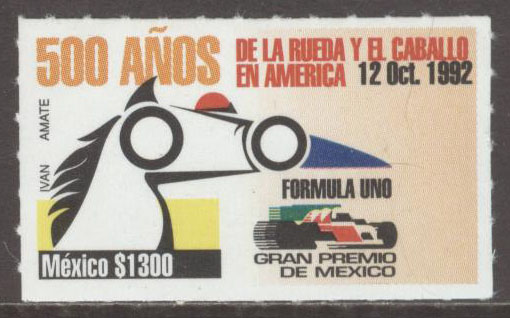 500 AÑOS
DE LA RUEDA Y EL CABALLO
EN AMERICA 12 Oct. 1992
IVAN AMATE
FORMULA UNO
GRAN PREMIO
DE MEXICO
México $1300